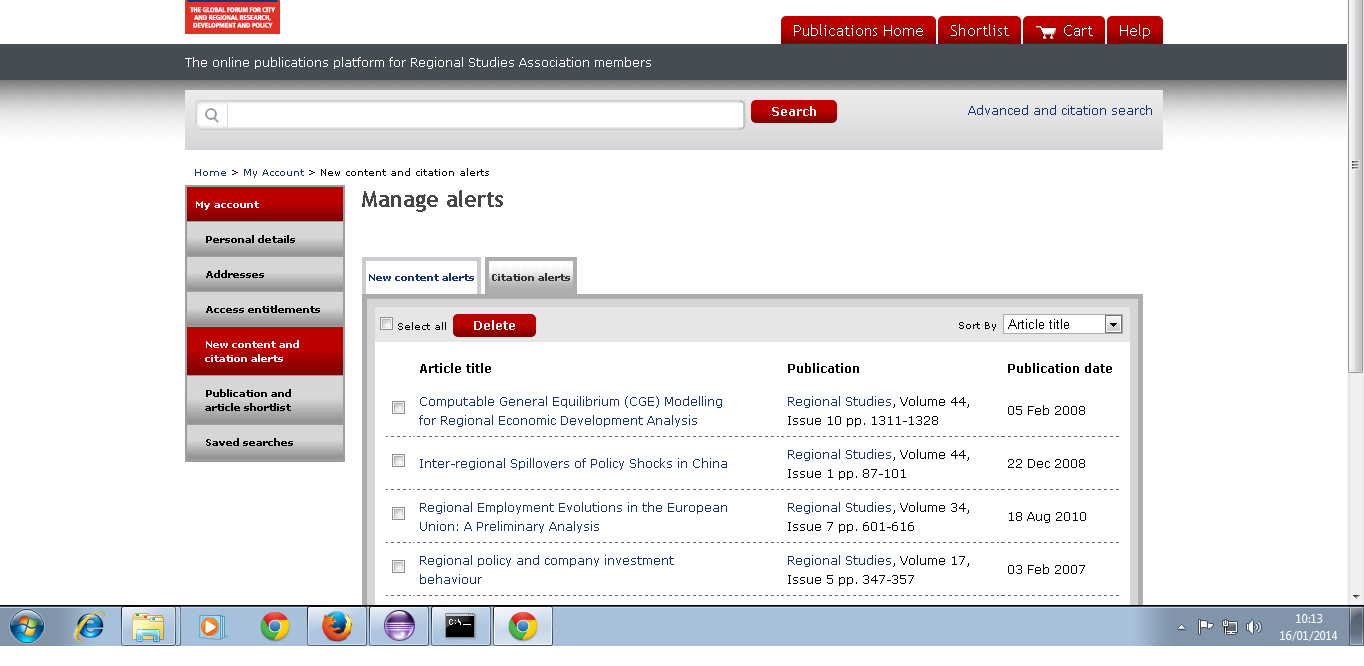 THE GLOBAL FORUM FOR CITY
AND REGIONAL RESEARCH,
DEVELOPMENT AND POLICY
Publications Home
Shortlist
Cart
Help
The online publications platform for Regional Studies Association members
Search
Advanced and citation search
Home > My Account > New content and citation alerts
My account
Personal details
Addresses
Access entitlements
New content and
citation alerts
Publication and
article shortlist
Saved searches
Manage alerts
New content alerts
Citation alerts
Select all
Delete
Sort By
Article title
Article title
Publication
Publication date
Computable General Equilibrium (CGE) Modelling
for Regional Economic Development Analysis
Regional Studies, Volume 44,
Issue 10 pp. 1311-1328
05 Feb 2008
Inter-regional Spillovers of Policy Shocks in China
Regional Studies, Volume 44,
Issue 1 pp. 87-101
22 Dec 2008
Regional Employment Evolutions in the European
Union: A Preliminary Analysis
Regional Studies, Volume 34,
Issue 7 pp. 601-616
18 Aug 2010
Regional policy and company investment
behaviour
Regional Studies, Volume 17,
Issue 5 pp. 347-357
03 Feb 2007
C:\
10:13
16/01/2014